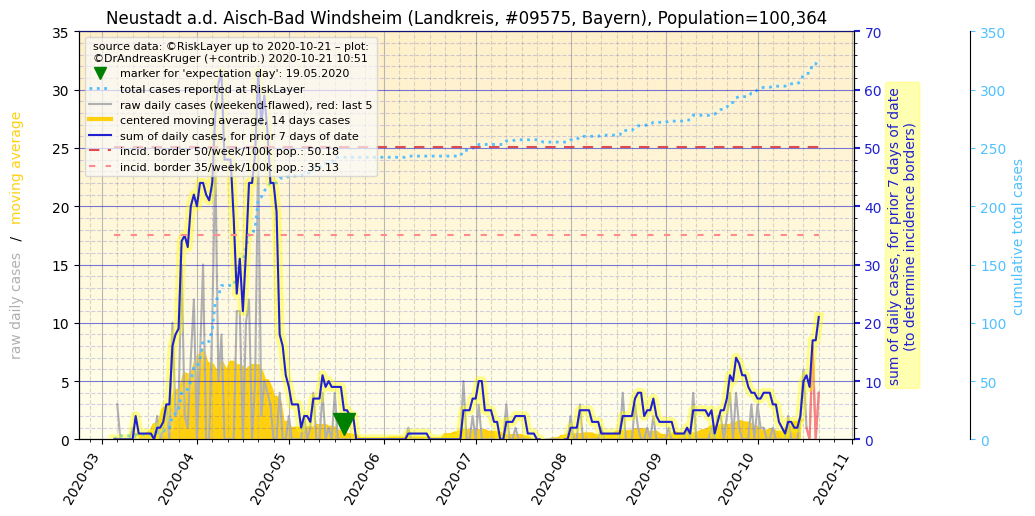 Neustadt a.d. Aisch-Bad Windsheim (Landkreis, #09575, Bayern), Population=100,364
source data: ©RiskLayer up to 2020-10-21 – plot:
©DrAndreasKruger (+contrib.) 2020-10-21 10:51
marker for 'expectation day': 19.05.2020
total cases reported at RiskLayer
raw daily cases (weekend-flawed), red: last 5
centered moving average, 14 days cases
sum of daily cases, for prior 7 days of date
incid. border 50/week/100k pop.: 50.18
incid. border 35/week/100k pop.: 35.13
raw daily cases / moving average
35
30
25
20
15
10
5
0
70
60
50
40
30
20
10
0
sum of daily cases, for prior 7 days of date
(to determine incidence borders)
350
300
250
200
150
100
50
0
cumulative total cases
2020-03
2020-04
2020-05
2020-06
2020-07
2020-08
2020-09
2020-10
2020-11